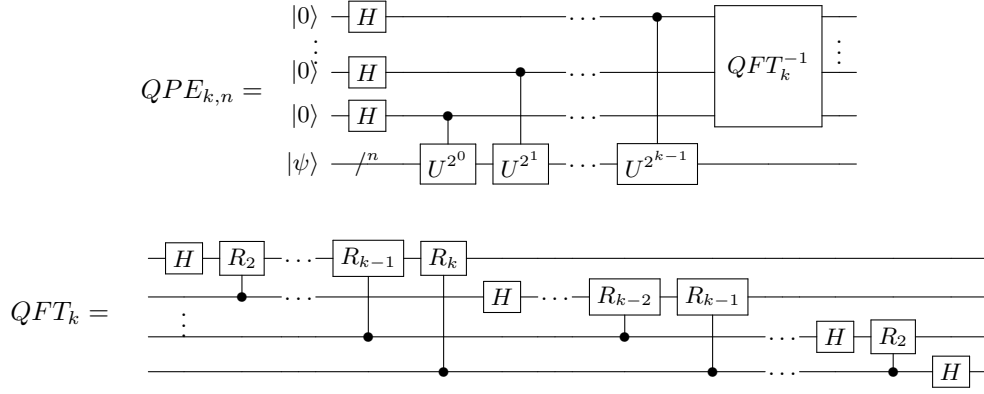 |0⟩ H ... QFT_k^{-1}
⋮ ⋮
|0⟩ H ...
QPE_{k,n} =
|0⟩ H ...
|ψ⟩ /^n U^{2^0} U^{2^1} ... U^{2^{k-1}}
H R_2 ... R_{k-1} R_k
... H ... R_{k-2} R_{k-1}
QFT_k =
⋮ ... H R_2
... H